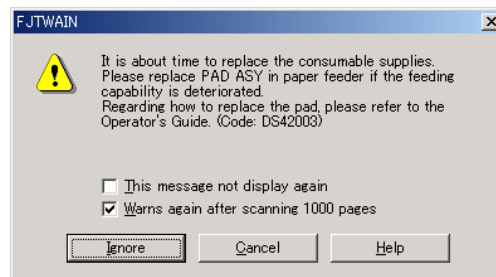 FJTWAIN
It is about time to replace the consumable supplies.
Please replace PAD ASY in paper feeder if the feeding
capability is deteriorated.
Regarding how to replace the pad, please refer to the
Operator's Guide. (Code: DS42003)
This message not display again
Warns again after scanning 1000 pages
Ignore Cancel Help